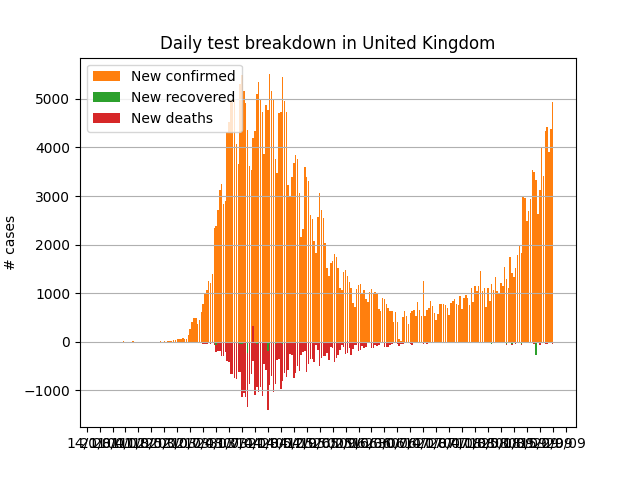 Daily test breakdown in United Kingdom
New confirmed
New recovered
New deaths
# cases
5000
4000
3000
2000
1000
0
−1000